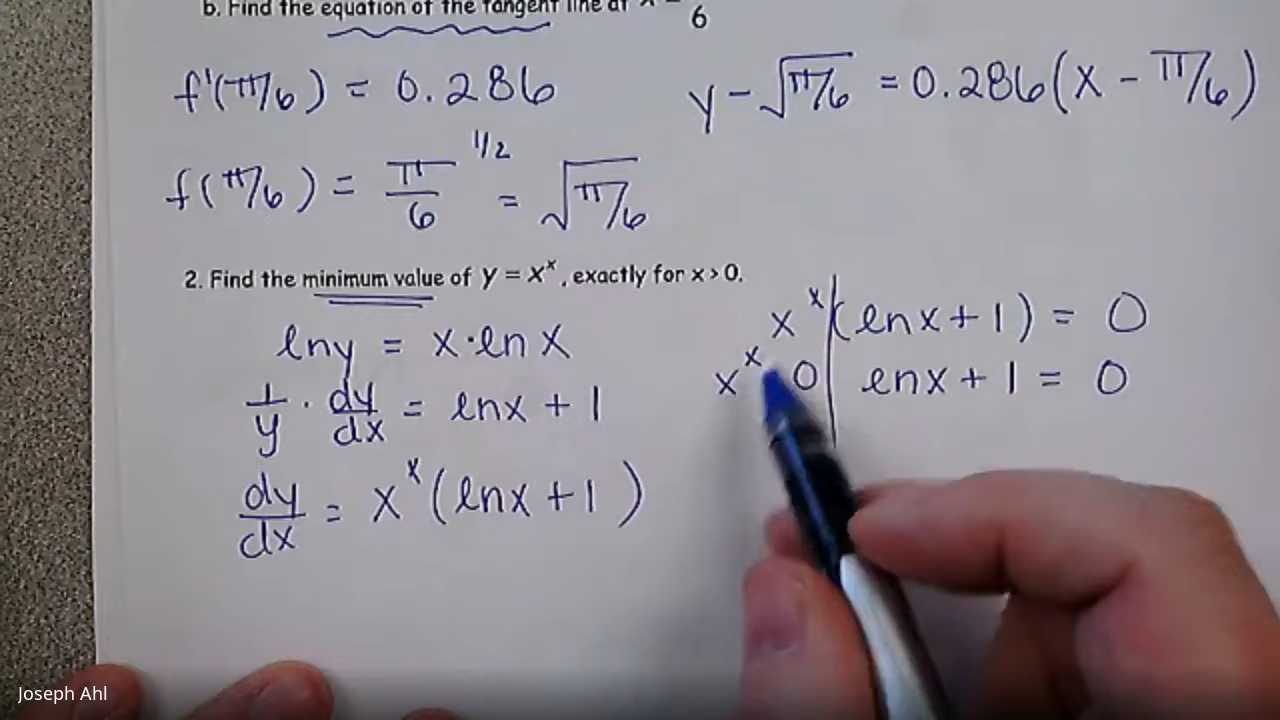 b. Find the equation of the tangent line at x = 6
f'(π/6) = 0.286
y - √π/6 = 0.286(x - π/6)
f(π/6) = π/6 ^1/2 = √π/6
2. Find the minimum value of y = x^x, exactly for x > 0.
lny = x·ln x
1/y · dy/dx = lnx + 1
dy/dx = x^x(lnx + 1)
x^x(lnx + 1) = 0
x^x 0 lnx + 1 = 0
Joseph Ahl